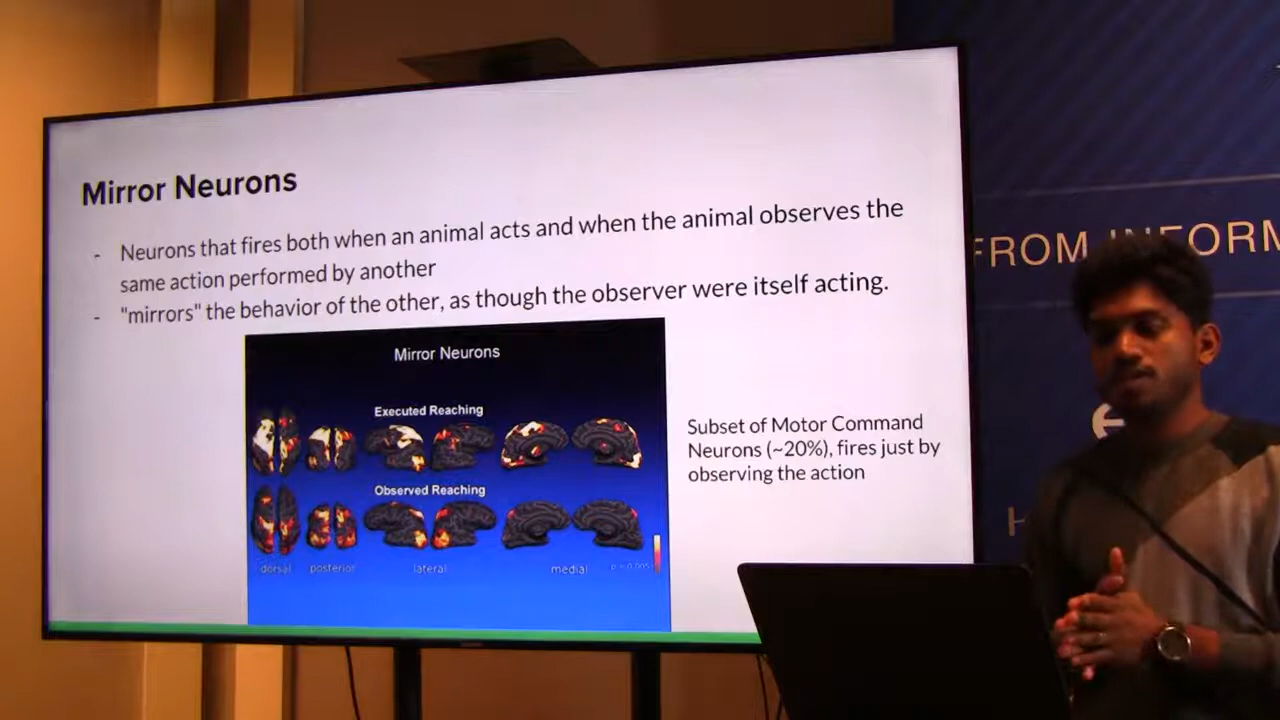 Mirror Neurons
- Neurons that fires both when an animal acts and when the animal observes the
same action performed by another
- "mirrors" the behavior of the other, as though the observer were itself acting.
Mirror Neurons
Executed Reaching
Observed Reaching
dorsal posterior lateral medial
Subset of Motor Command
Neurons (~20%), fires just by
observing the action
FROM INFORM
e
H